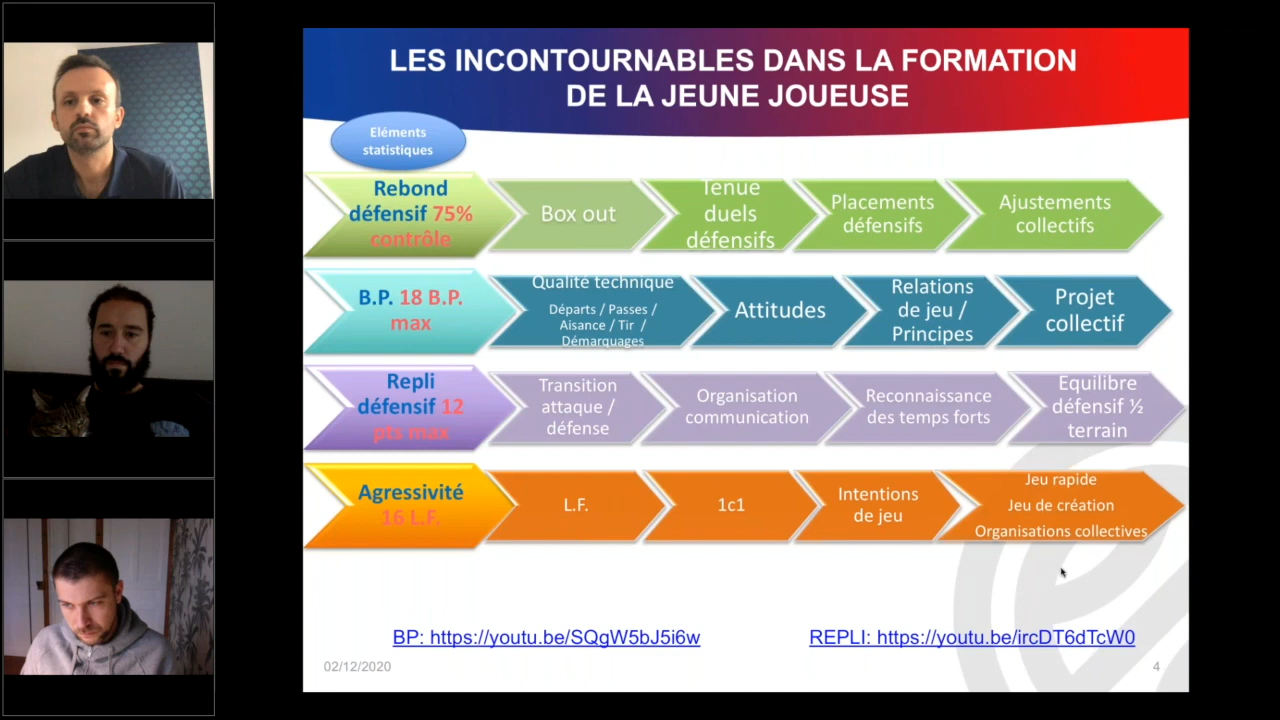 LES INCONTOURNABLES DANS LA FORMATION
DE LA JEUNE JOUEUSE
Eléments
statistiques
Rebond
défensif 75%
contrôle
Box out
Tenue
duels
défensifs
Placements
défensifs
Ajustements
collectifs
B.P. 18 B.P.
max
Qualité technique
Départs / Passes /
Aisance / Tir /
Démarquages
Attitudes
Relations
de jeu /
Principes
Projet
collectif
Repli
défensif 12
pts max
Transition
attaque /
défense
Organisation
communication
Reconnaissance
des temps forts
Equilibre
défensif ½
terrain
Agressivité
16 L.F.
L.F.
1c1
Intentions
de jeu
Jeu rapide
Jeu de création
Organisations collectives
BP: https://youtu.be/SQgW5bJ5i6w
REPLI: https://youtu.be/ircDT6dTcW0
02/12/2020
4